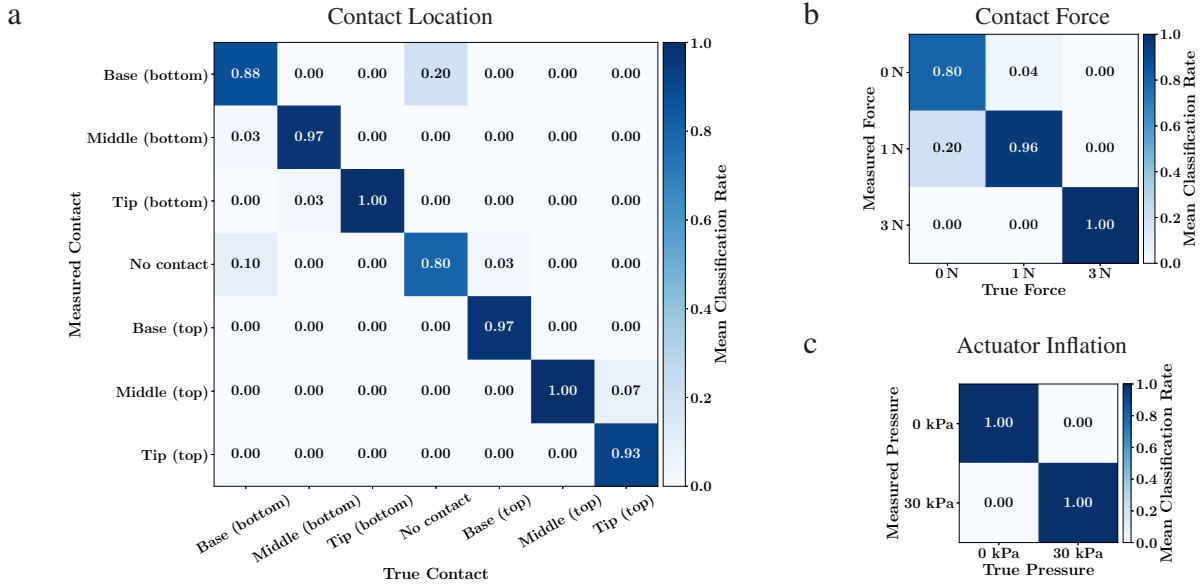 a
Contact Location
Measured Contact
Base (bottom)
0.88 0.00 0.00 0.20 0.00 0.00 0.00
Middle (bottom)
0.03 0.97 0.00 0.00 0.00 0.00 0.00
Tip (bottom)
0.00 0.03 1.00 0.00 0.00 0.00 0.00
No contact
0.10 0.00 0.00 0.80 0.03 0.00 0.00
Base (top)
0.00 0.00 0.00 0.00 0.97 0.00 0.00
Middle (top)
0.00 0.00 0.00 0.00 0.00 1.00 0.07
Tip (top)
0.00 0.00 0.00 0.00 0.00 0.00 0.93
Base (bottom)
Middle (bottom)
Tip (bottom)
No contact
Base (top)
Middle (top)
Tip (top)
True Contact
1.0
0.8
0.6
0.4
0.2
0.0
Mean Classification Rate
b
Contact Force
Measured Force
0 N
0.80 0.04 0.00
1 N
0.20 0.96 0.00
3 N
0.00 0.00 1.00
0 N 1 N 3 N
True Force
1.0
0.8
0.6
0.4
0.2
0.0
Mean Classification Rate
c
Actuator Inflation
Measured Pressure
0 kPa
1.00 0.00
30 kPa
0.00 1.00
0 kPa 30 kPa
True Pressure
1.0
0.8
0.6
0.4
0.2
0.0
Mean Classification Rate